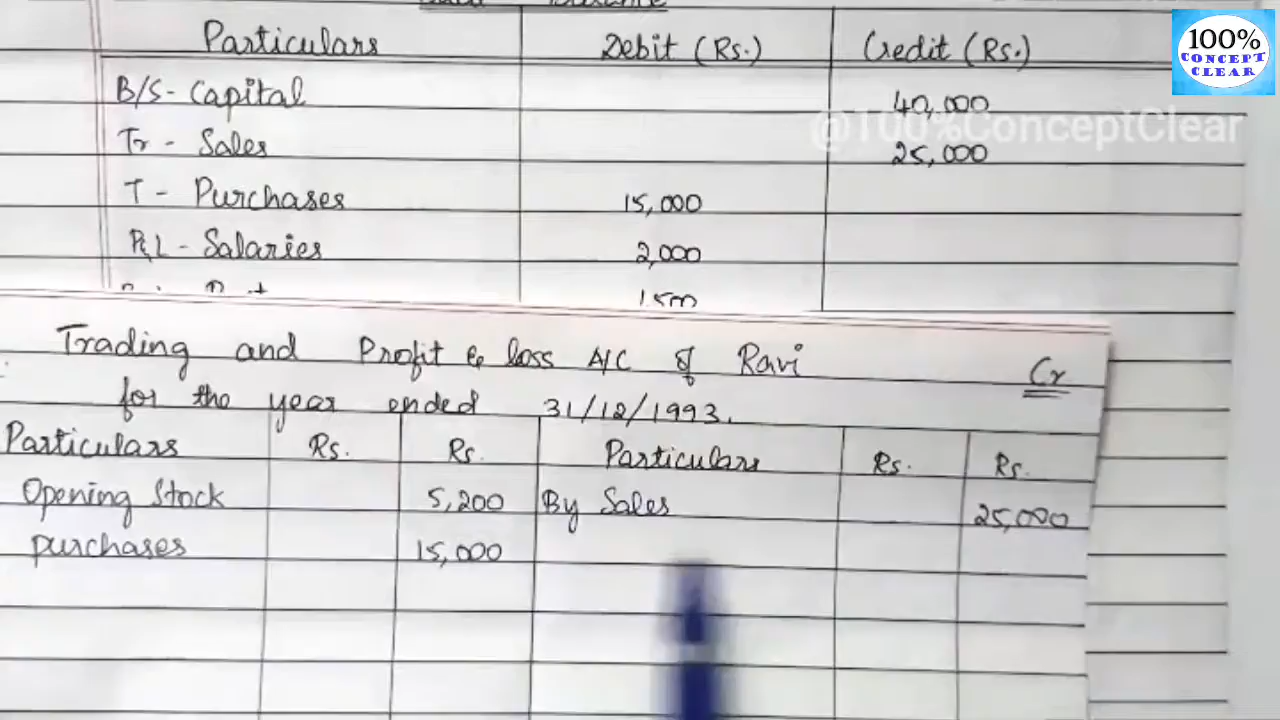 Particulars Debit (Rs.) Credit (Rs.)
100%
CONCEPT
CLEAR
B/S - Capital 40,000
@100%ConceptClear
Tr - Sales 25,000
T - Purchases 15,000
P&L - Salaries 2,000
Trading and Profit & loss A/C of Ravi Cr
for the year ended 31/12/1993.
Particulars Rs. Rs. Particulars Rs. Rs.
Opening Stock 5,200 By Sales 25,000
purchases 15,000